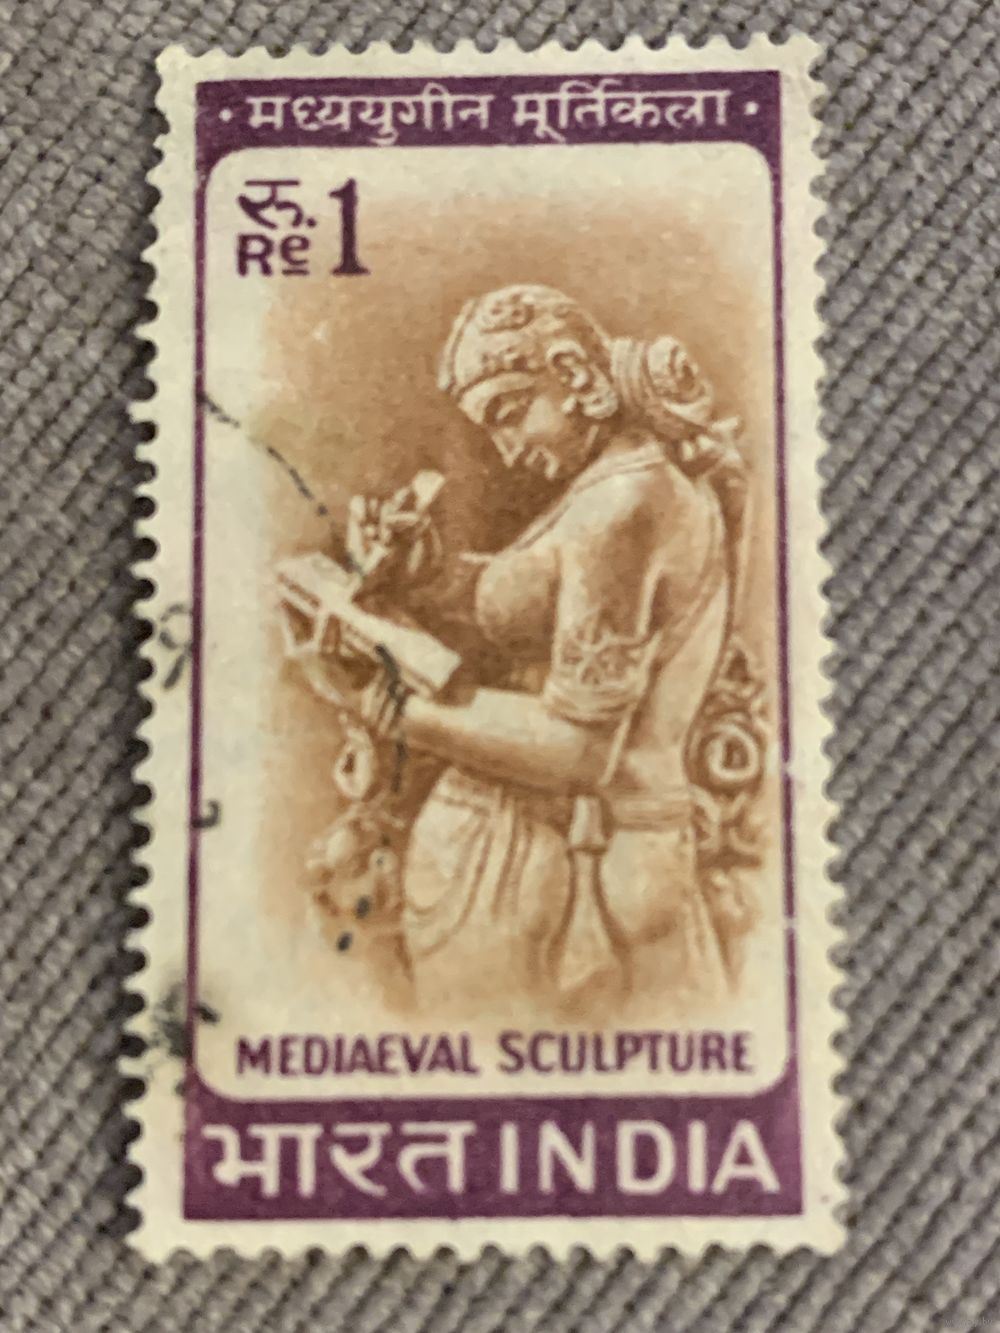 · मध्ययुगीन मूर्तिकला ·
रु.
Re 1
MEDIAEVAL SCULPTURE
भारत INDIA